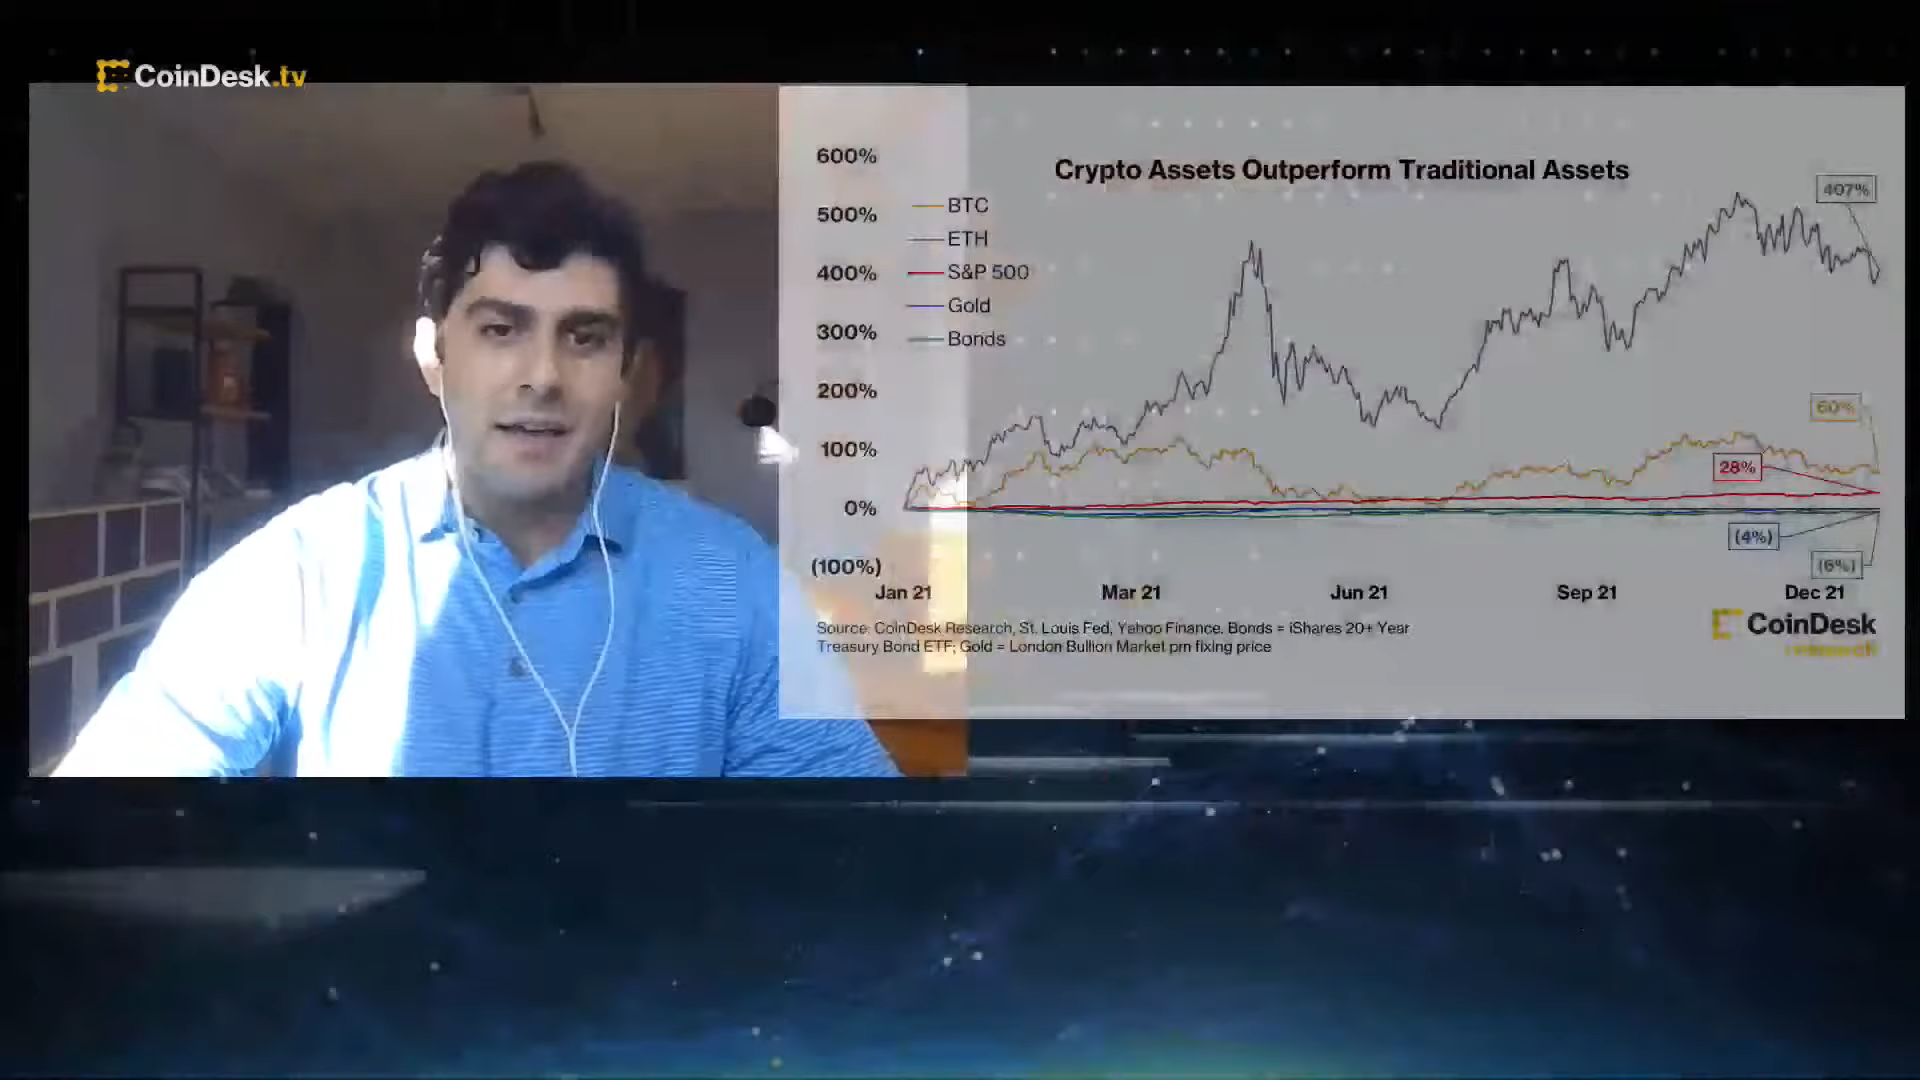 CoinDesk.tv
Crypto Assets Outperform Traditional Assets
600%
500%
400%
300%
200%
100%
0%
(100%)
BTC
ETH
S&P 500
Gold
Bonds
407%
60%
28%
(4%)
(6%)
Jan 21
Mar 21
Jun 21
Sep 21
Dec 21
Source: CoinDesk Research, St. Louis Fed, Yahoo Finance. Bonds = iShares 20+ Year
Treasury Bond ETF; Gold = London Bullion Market pm fixing price
CoinDesk
research